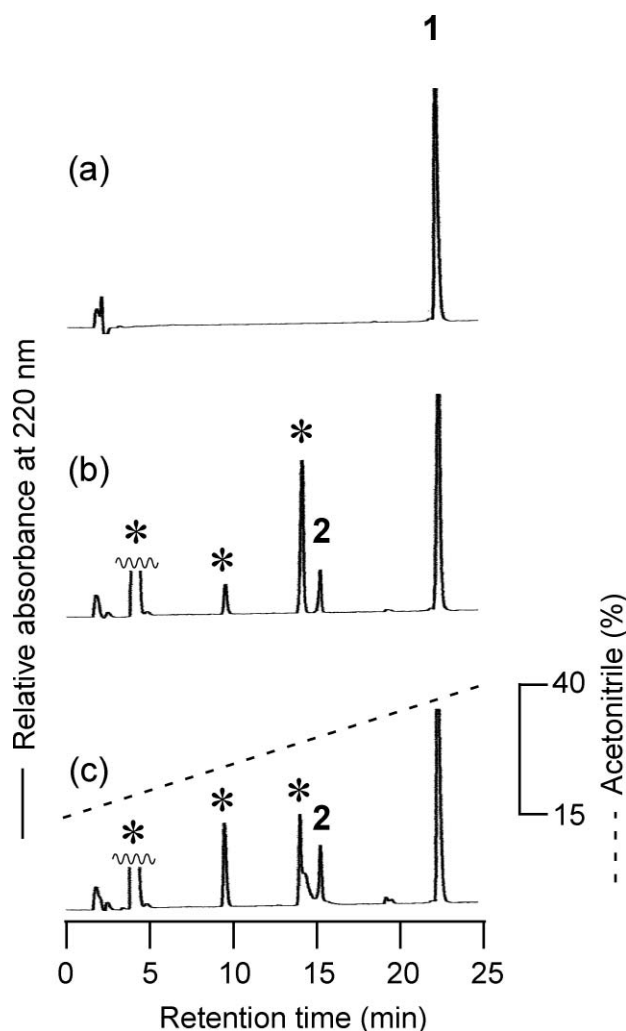 1
(a)
(b)
*
*
*
2
(c)
*
*
*
2
40
15
0 5 10 15 20 25
Retention time (min)
Relative absorbance at 220 nm
Acetonitrile (%)